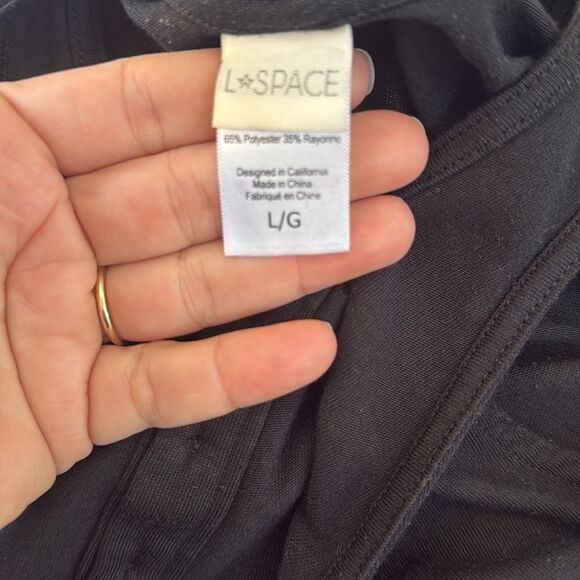 L☆SPACE
65% Polyester 35% Rayonne
Designed in California
Made in China
Fabriqué en Chine
L/G